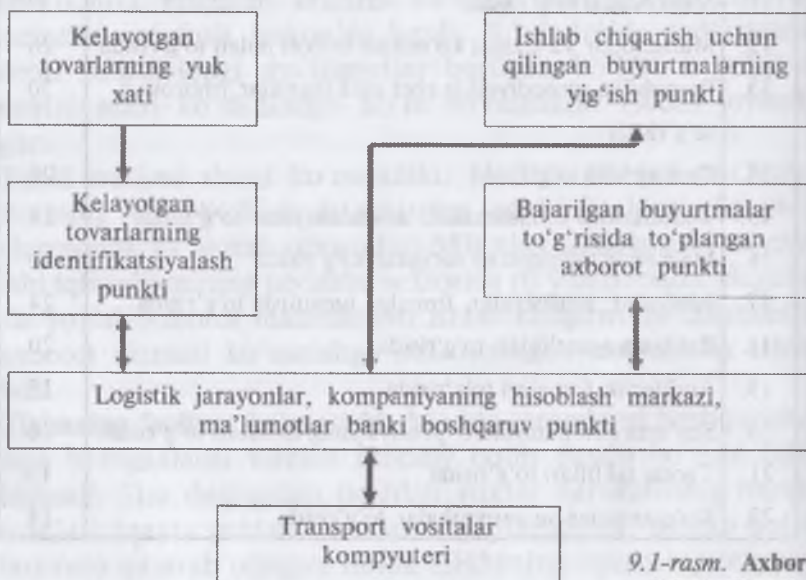 Kelayotgan
tovarlarning yuk
xati
Ishlab chiqarish uchun
qilingan buyurtmalarning
yig‘ish punkti
Kelayotgan
tovarlarning
identifikatsiyalash
punkti
Bajarilgan buyurtmalar
to‘g‘risida to‘plangan
axborot punkti
Logistik jarayonlar, kompaniyaning hisoblash markazi,
ma’lumotlar banki boshqaruv punkti
Transport vositalar
kompyuteri
9.1-rasm. Axbor